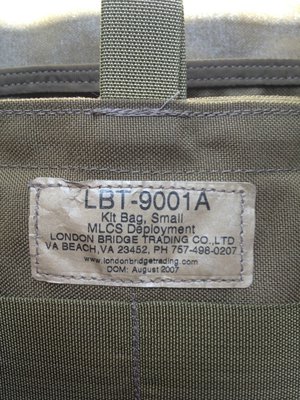 LBT-9001A
Kit Bag, Small
MLCS Deployment
LONDON BRIDGE TRADING CO.,LTD
VA BEACH,VA 23452, PH 757-498-0207
www.londonbridgetrading.com
DOM: August 2007